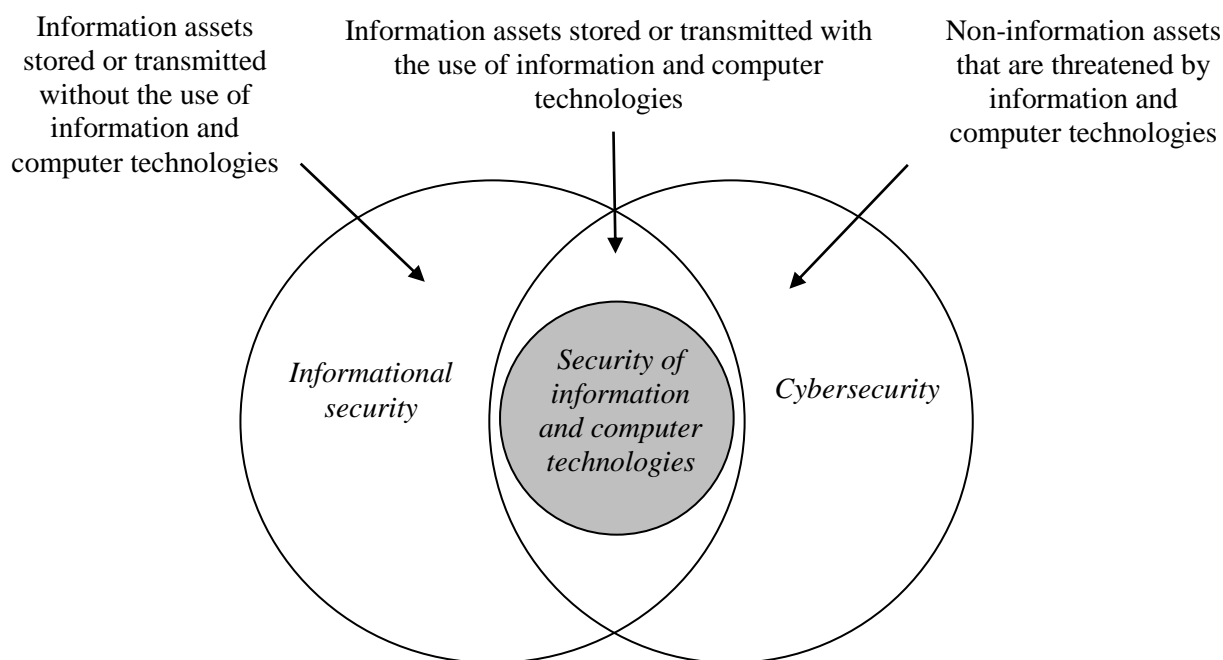 Information assets
stored or transmitted
without the use of
information and
computer technologies
Information assets stored or transmitted with
the use of information and computer
technologies
Non-information assets
that are threatened by
information and
computer technologies
Informational
security
Security of
information
and computer
technologies
Cybersecurity